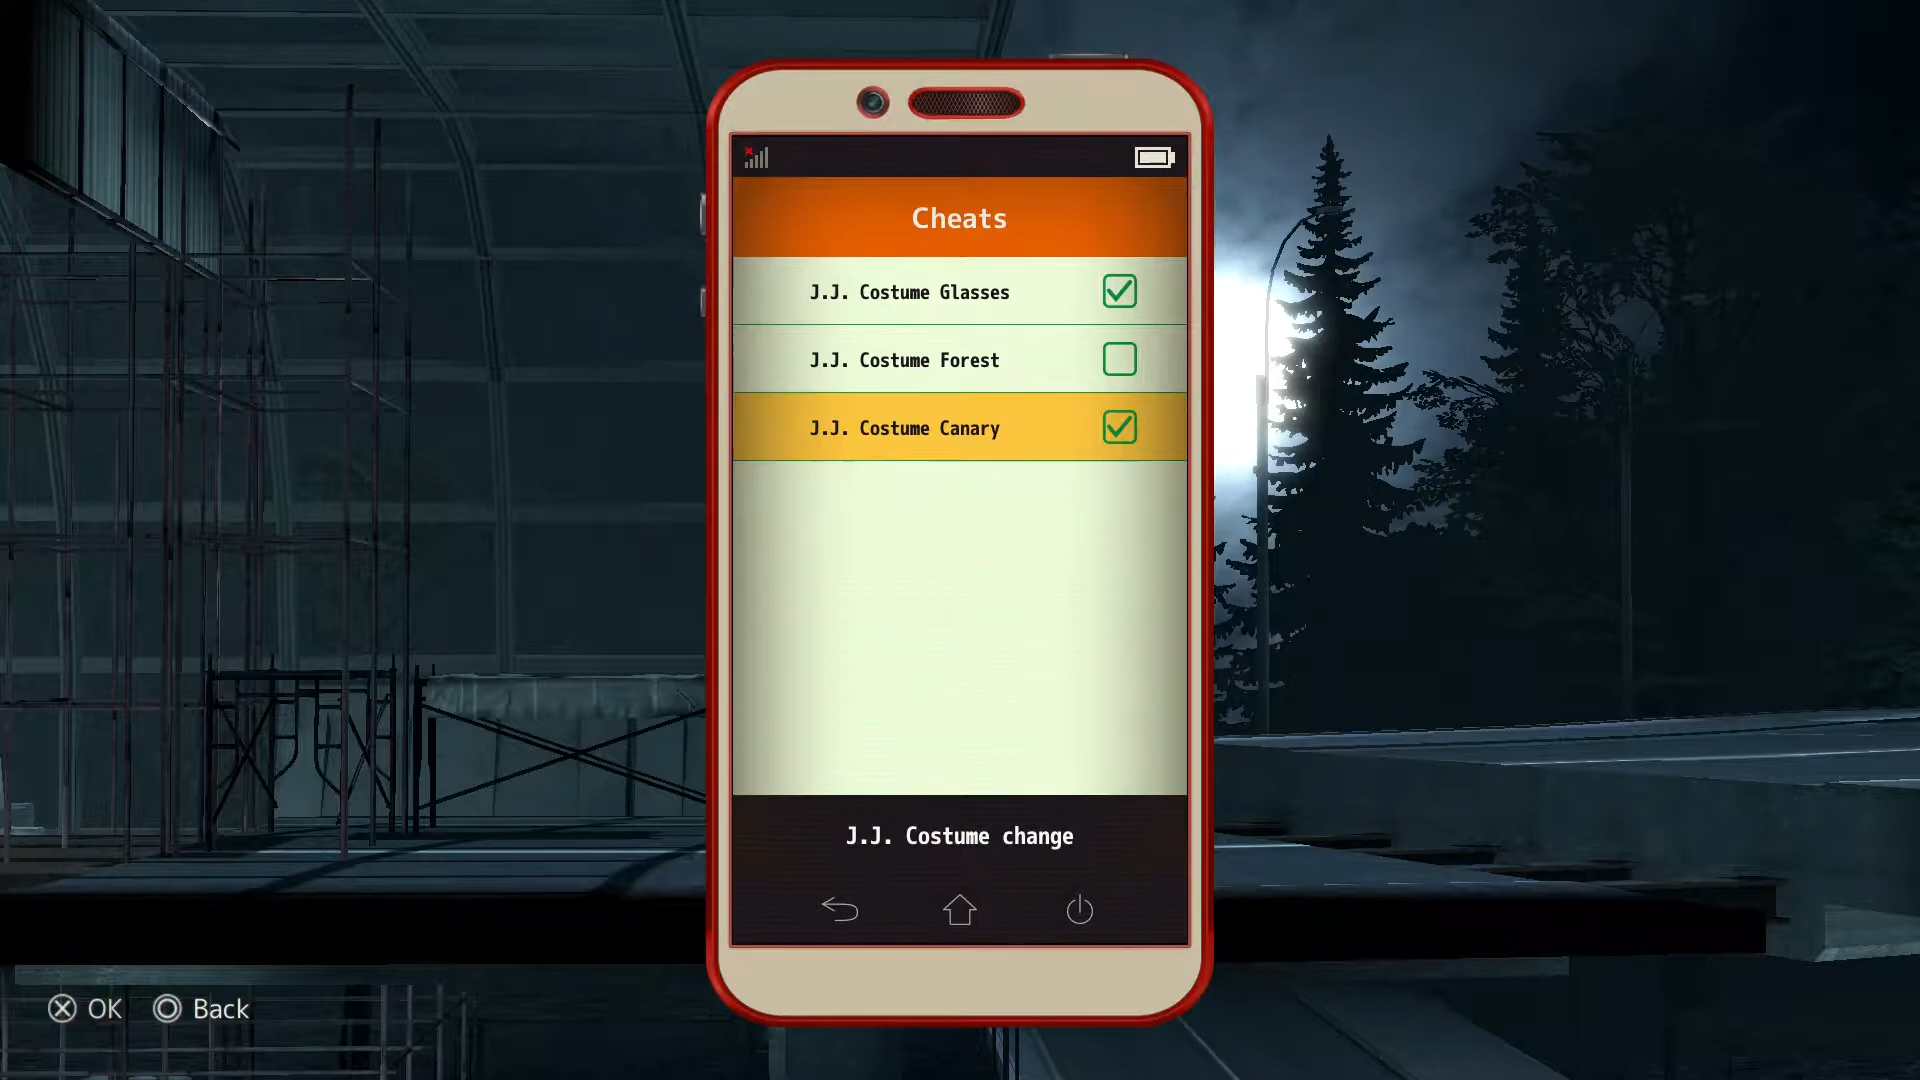 Cheats
J.J. Costume Glasses
J.J. Costume Forest
J.J. Costume Canary
J.J. Costume change
OK Back